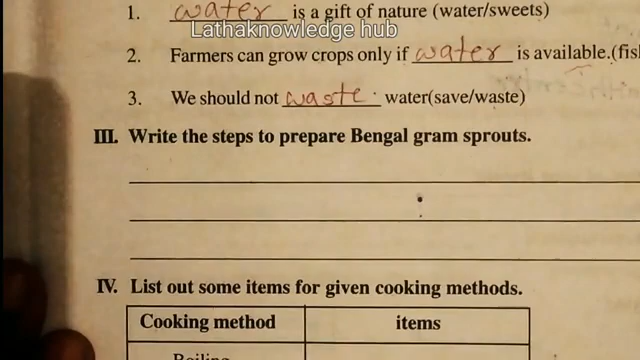 1. water is a gift of nature (water/sweets)
Lathaknowledge hub
2. Farmers can grow crops only if water is available.(fis
3. We should not waste water(save/waste)
III. Write the steps to prepare Bengal gram sprouts.
IV. List out some items for given cooking methods.
Cooking method items
Boiling